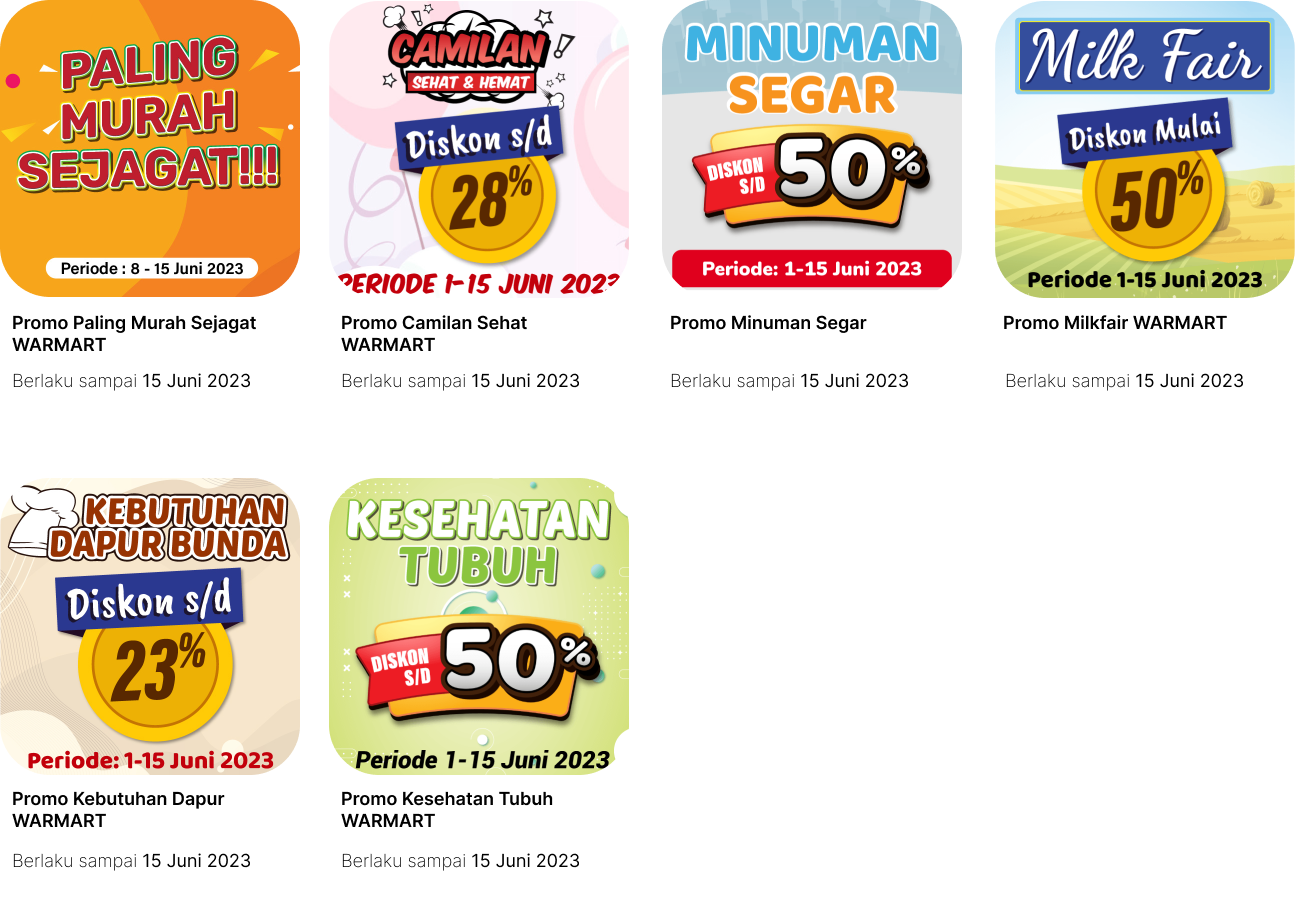 PALING
MURAH
SEJAGAT!!!
Periode : 8 - 15 Juni 2023
Promo Paling Murah Sejagat
WARMART
Berlaku sampai 15 Juni 2023
CAMILAN
SEHAT & HEMAT
Diskon s/d
28%
PERIODE 1-15 JUNI 2023
Promo Camilan Sehat
WARMART
Berlaku sampai 15 Juni 2023
MINUMAN
SEGAR
DISKON
S/D
50%
Periode: 1-15 Juni 2023
Promo Minuman Segar
Berlaku sampai 15 Juni 2023
Milk Fair
Diskon Mulai
50%
Periode 1-15 Juni 2023
Promo Milkfair WARMART
Berlaku sampai 15 Juni 2023
KEBUTUHAN
DAPUR BUNDA
Diskon s/d
23%
Periode: 1-15 Juni 2023
Promo Kebutuhan Dapur
WARMART
Berlaku sampai 15 Juni 2023
KESEHATAN
TUBUH
DISKON
S/D
50%
Periode 1-15 Juni 2023
Promo Kesehatan Tubuh
WARMART
Berlaku sampai 15 Juni 2023